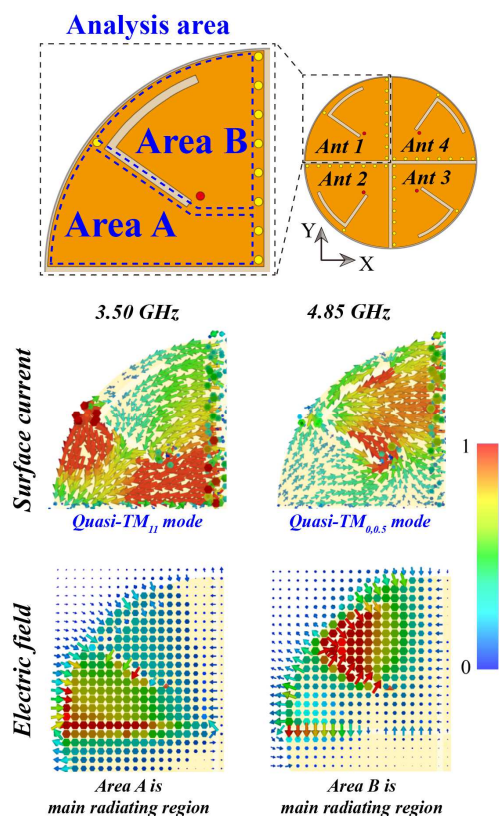 Analysis area
Area B
Area A
Ant 1
Ant 4
Ant 2
Ant 3
Y
X
3.50 GHz
4.85 GHz
Surface current
Quasi-TM11 mode
Quasi-TM0,0.5 mode
1
0
Electric field
Area A is
main radiating region
Area B is
main radiating region